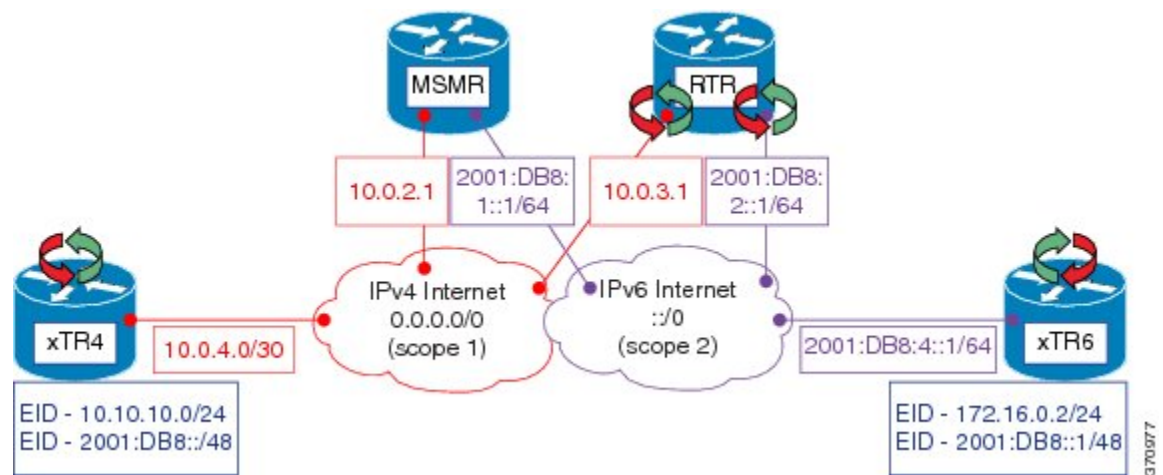 MSMR
RTR
10.0.2.1
2001:DB8:
1::1/64
10.0.3.1
2001:DB8:
2::1/64
xTR4
10.0.4.0/30
IPv4 Internet
0.0.0.0/0
(scope 1)
IPv6 Internet
::/0
(scope 2)
2001:DB8:4::1/64
xTR6
EID - 10.10.10.0/24
EID - 2001:DB8::/48
EID - 172.16.0.2/24
EID - 2001:DB8::1/48
370977